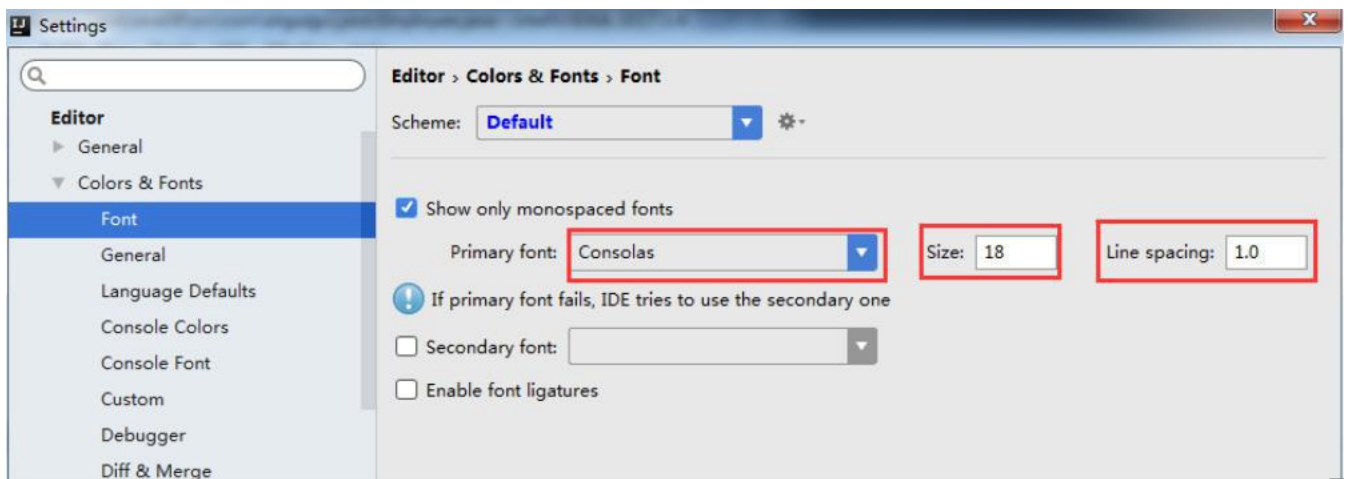 Settings
Editor › Colors & Fonts › Font
Scheme: Default
Editor
General
Colors & Fonts
Font
General
Language Defaults
Console Colors
Console Font
Custom
Debugger
Diff & Merge
Show only monospaced fonts
Primary font: Consolas Size: 18 Line spacing: 1.0
If primary font fails, IDE tries to use the secondary one
Secondary font:
Enable font ligatures